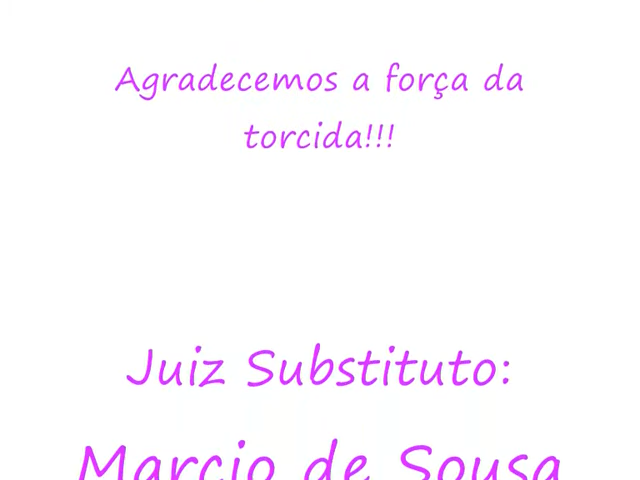 Agradecemos a força da
torcida!!!
Juiz Substituto:
Marcio de Sousa